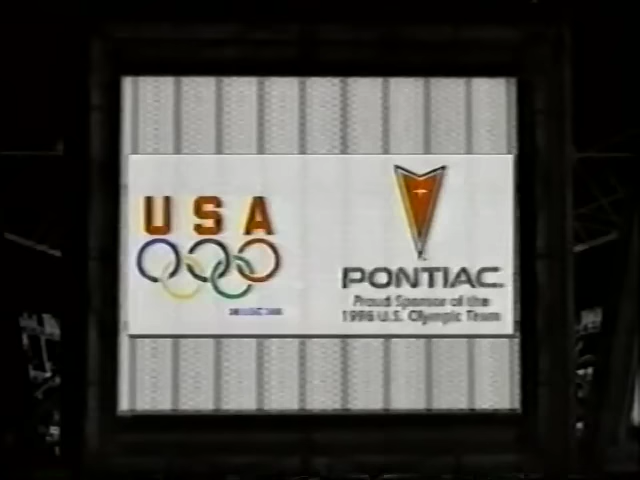 USA
PONTIAC
Proud Sponsor of the
1996 U.S. Olympic Team